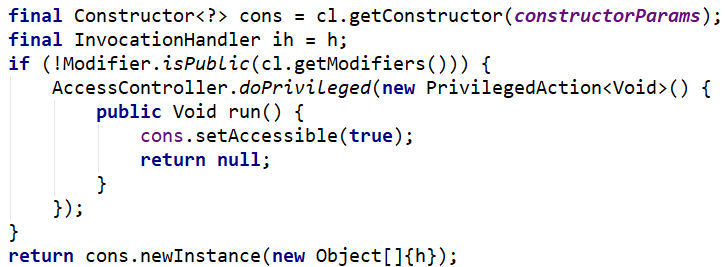 final Constructor<?> cons = cl.getConstructor(constructorParams);
final InvocationHandler ih = h;
if (!Modifier.isPublic(cl.getModifiers())) {
    AccessController.doPrivileged(new PrivilegedAction<Void>() {
        public Void run() {
            cons.setAccessible(true);
            return null;
        }
    });
}
return cons.newInstance(new Object[]{h});